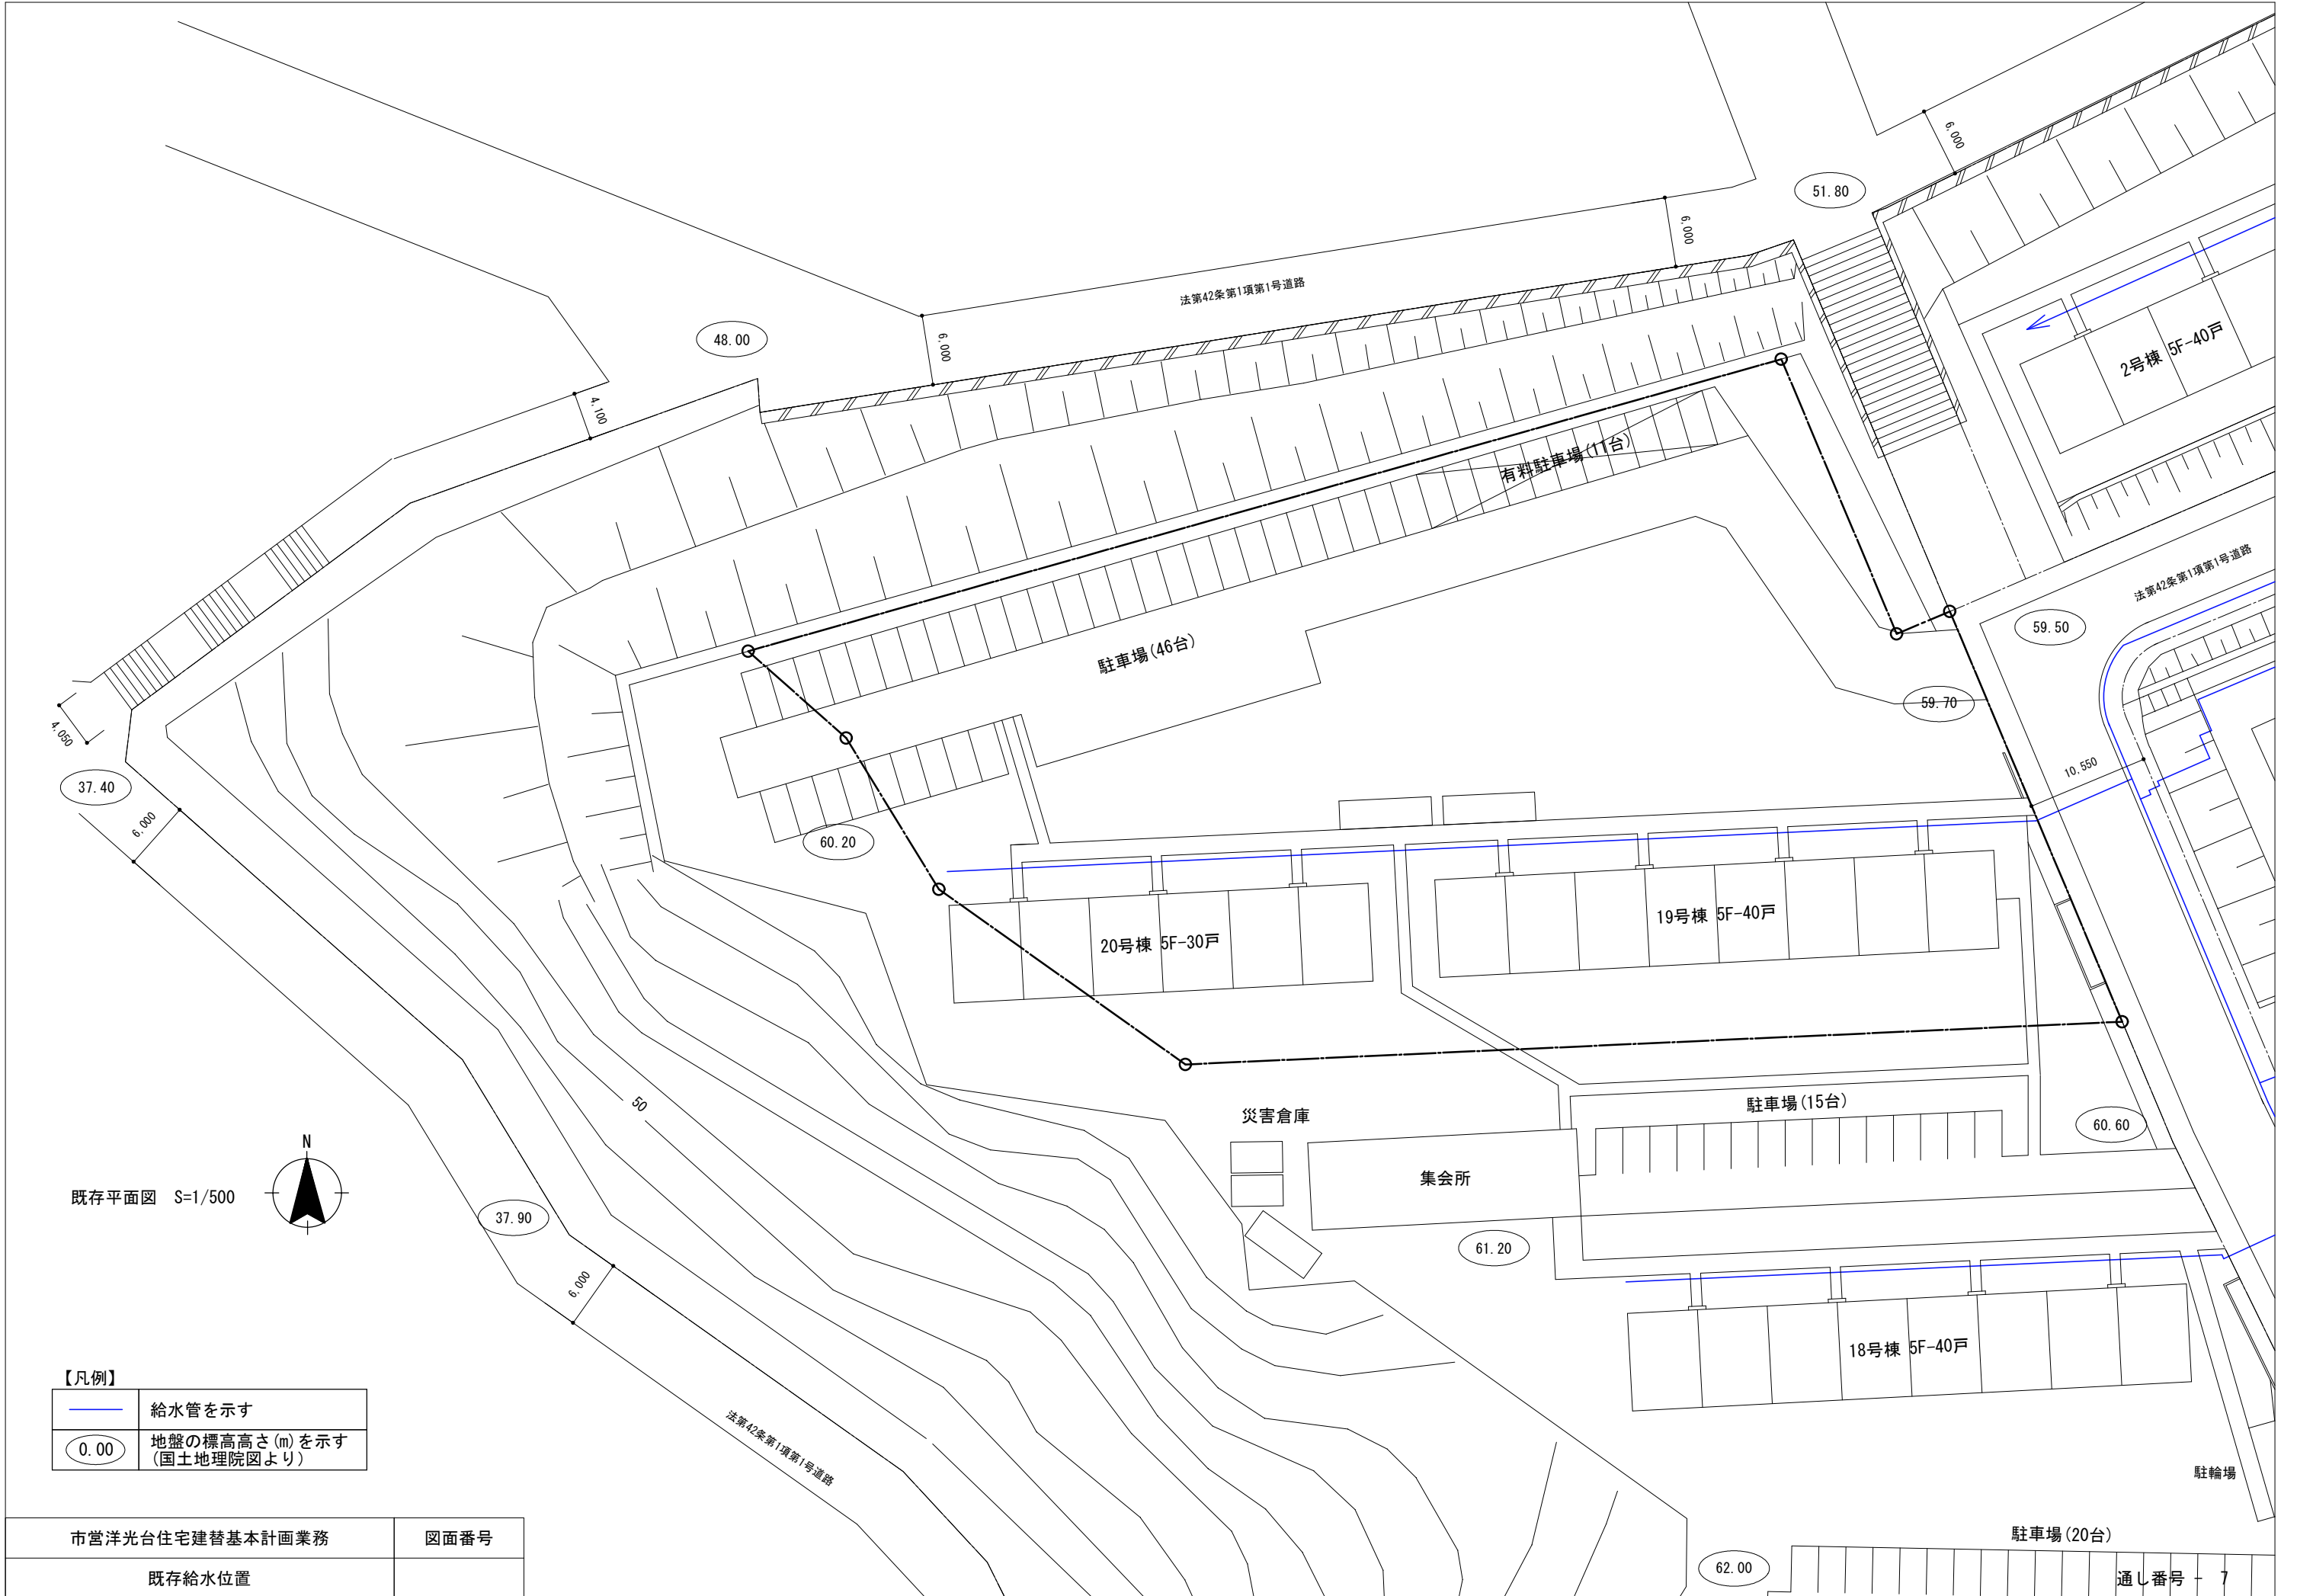 51.80
6.000
6.000
法第42条第1項第1号道路
48.00
6.000
4.100
2号棟 5F-40戸
有料駐車場(11台)
法第42条第1項第1号道路
59.50
駐車場(46台)
59.70
4.050
37.40
6.000
10.550
60.20
20号棟 5F-30戸
19号棟 5F-40戸
50
災害倉庫
駐車場(15台)
60.60
集会所
N
既存平面図 S=1/500
37.90
61.20
6.000
18号棟 5F-40戸
法第42条第1項第1号道路
【凡例】
給水管を示す
0.00
地盤の標高高さ(m)を示す
(国土地理院図より)
駐輪場
駐車場(20台)
62.00
市営洋光台住宅建替基本計画業務
図面番号
既存給水位置
通し番号 - 7